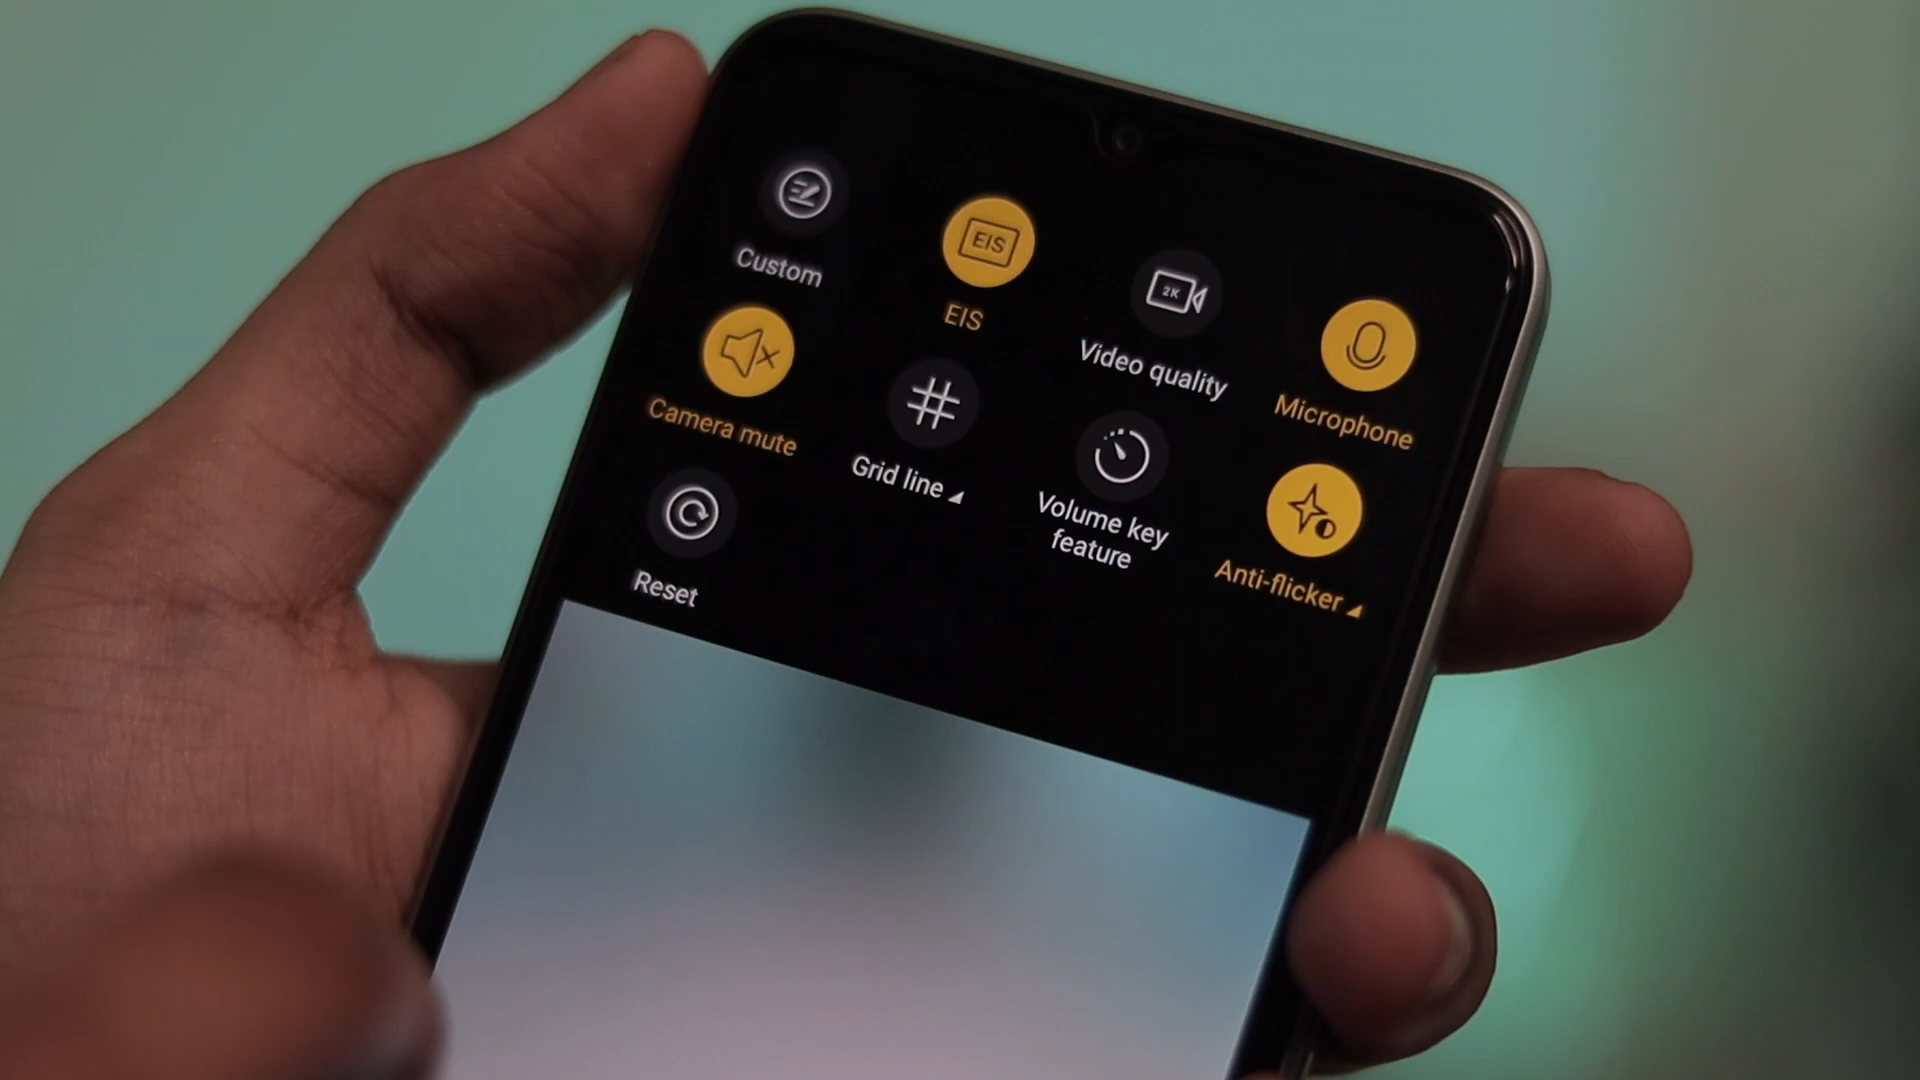 Custom
EIS
EIS
2K
Video quality
Microphone
Camera mute
Grid line
Volume key
feature
Anti-flicker
Reset